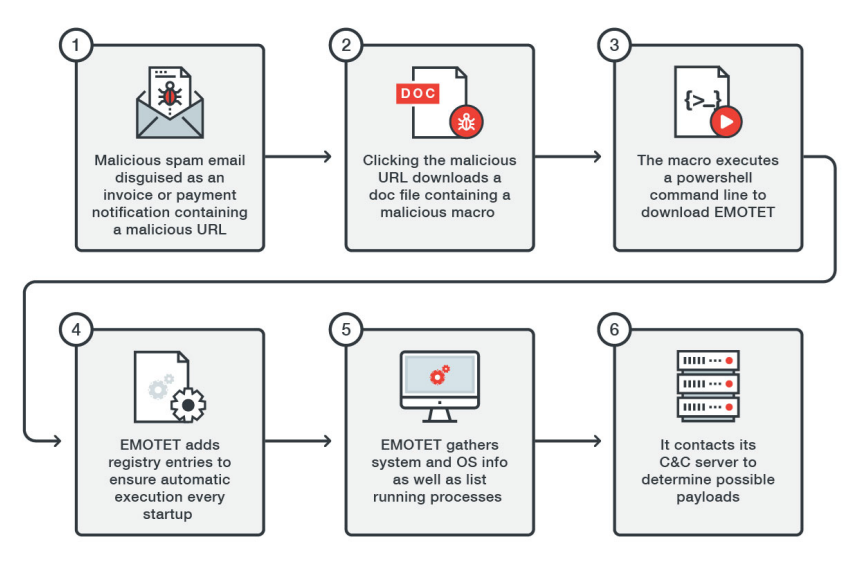 1
Malicious spam email
disguised as an
invoice or payment
notification containing
a malicious URL
2
DOC
Clicking the malicious
URL downloads a
doc file containing a
malicious macro
3
{>_}
The macro executes
a powershell
command line to
download EMOTET
4
EMOTET adds
registry entries to
ensure automatic
execution every
startup
5
EMOTET gathers
system and OS info
as well as list
running processes
6
It contacts its
C&C server to
determine possible
payloads